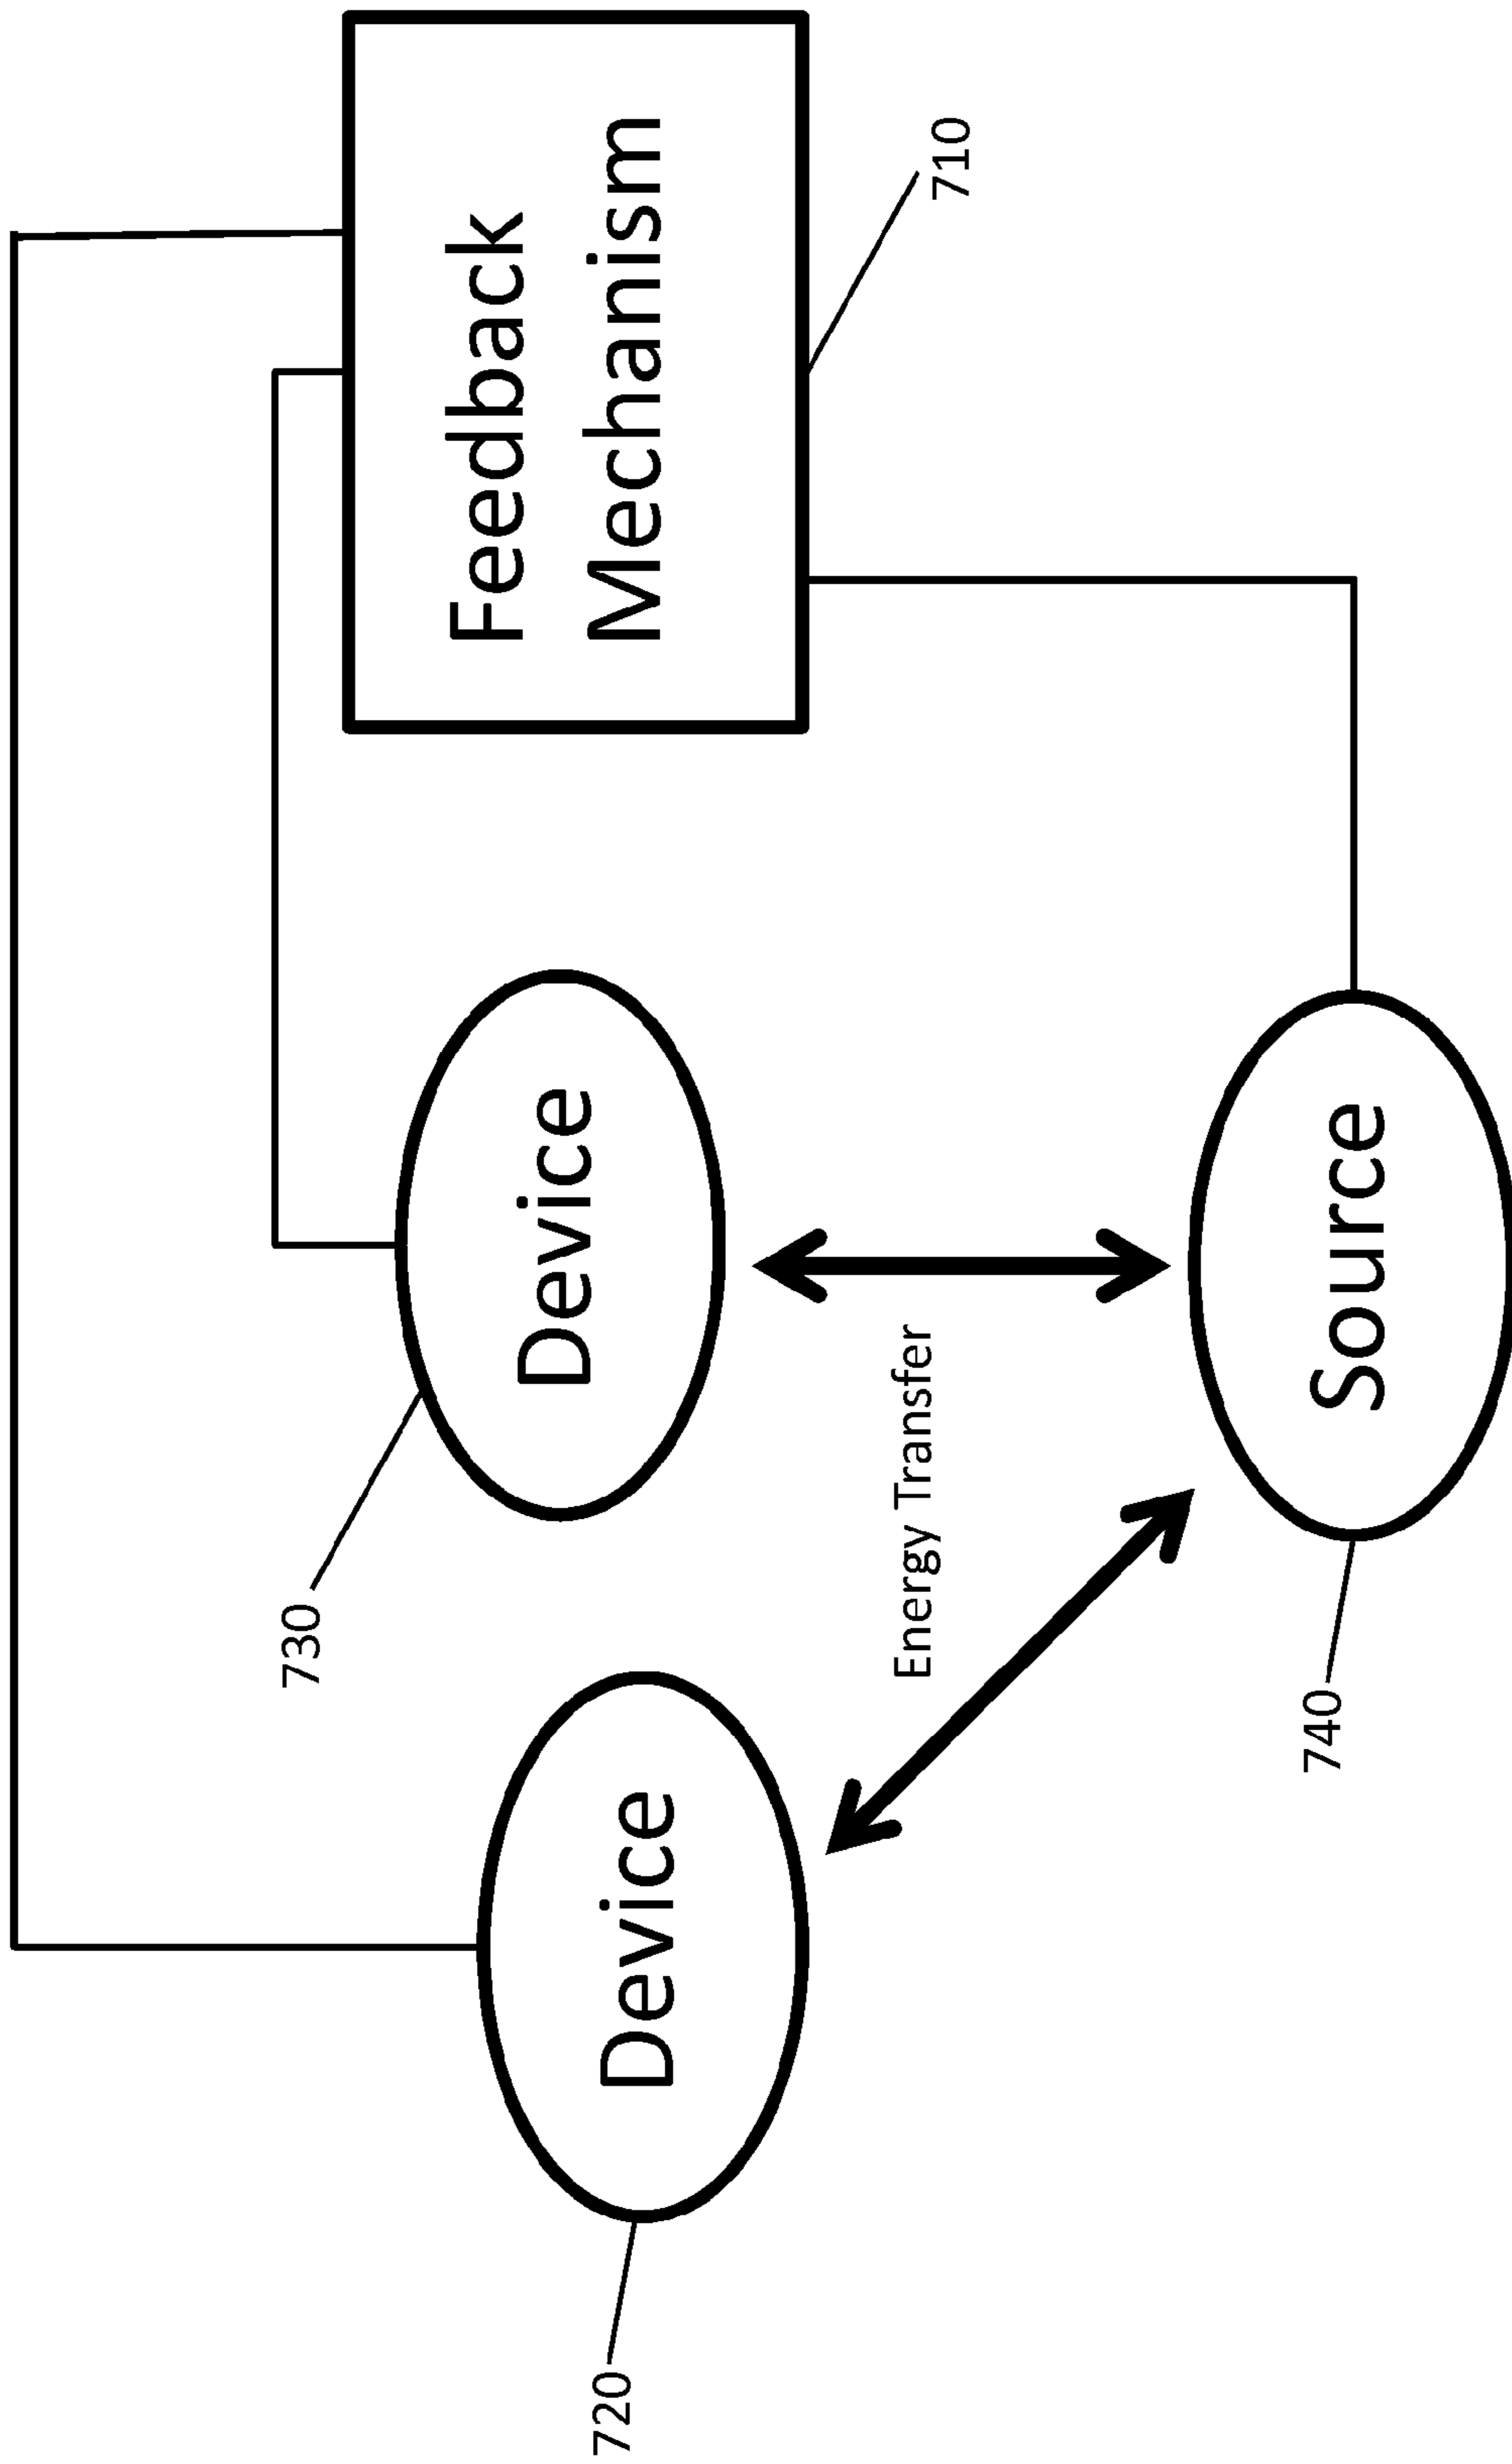 720
Device
730
Device
Feedback
Mechanism
710
Energy Transfer
740
Source